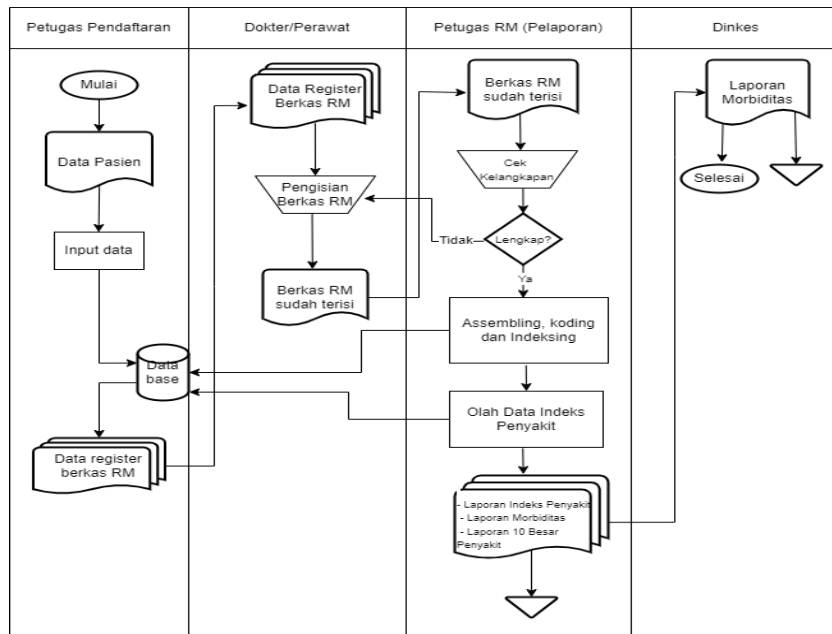 Petugas Pendaftaran
Dokter/Perawat
Petugas RM (Pelaporan)
Dinkes
Mulai
Data Pasien
Input data
Data
base
Data register
berkas RM
Data Register
Berkas RM
Pengisian
Berkas RM
Berkas RM
sudah terisi
Berkas RM
sudah terisi
Cek
Kelangkapan
Lengkap?
Tidak
Ya
Assembling, koding
dan Indeksing
Olah Data Indeks
Penyakit
- Laporan Indeks Penyakit
- Laporan Morbiditas
- Laporan 10 Besar
Penyakit
Laporan
Morbiditas
Selesai